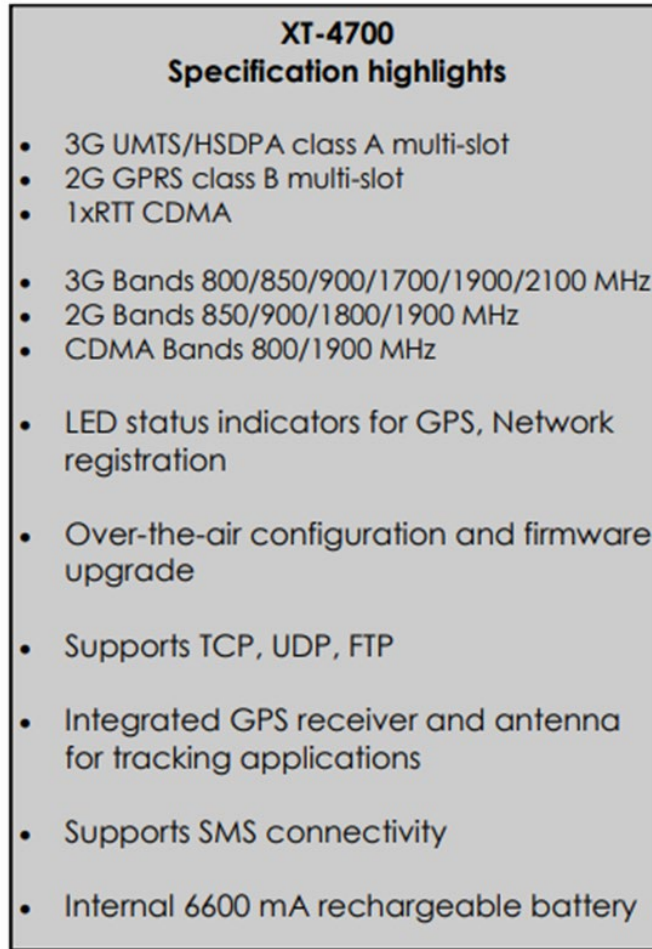 XT-4700
Specification highlights
• 3G UMTS/HSDPA class A multi-slot
• 2G GPRS class B multi-slot
• 1xRTT CDMA
• 3G Bands 800/850/900/1700/1900/2100 MHz
• 2G Bands 850/900/1800/1900 MHz
• CDMA Bands 800/1900 MHz
• LED status indicators for GPS, Network
registration
• Over-the-air configuration and firmware
upgrade
• Supports TCP, UDP, FTP
• Integrated GPS receiver and antenna
for tracking applications
• Supports SMS connectivity
• Internal 6600 mA rechargeable battery